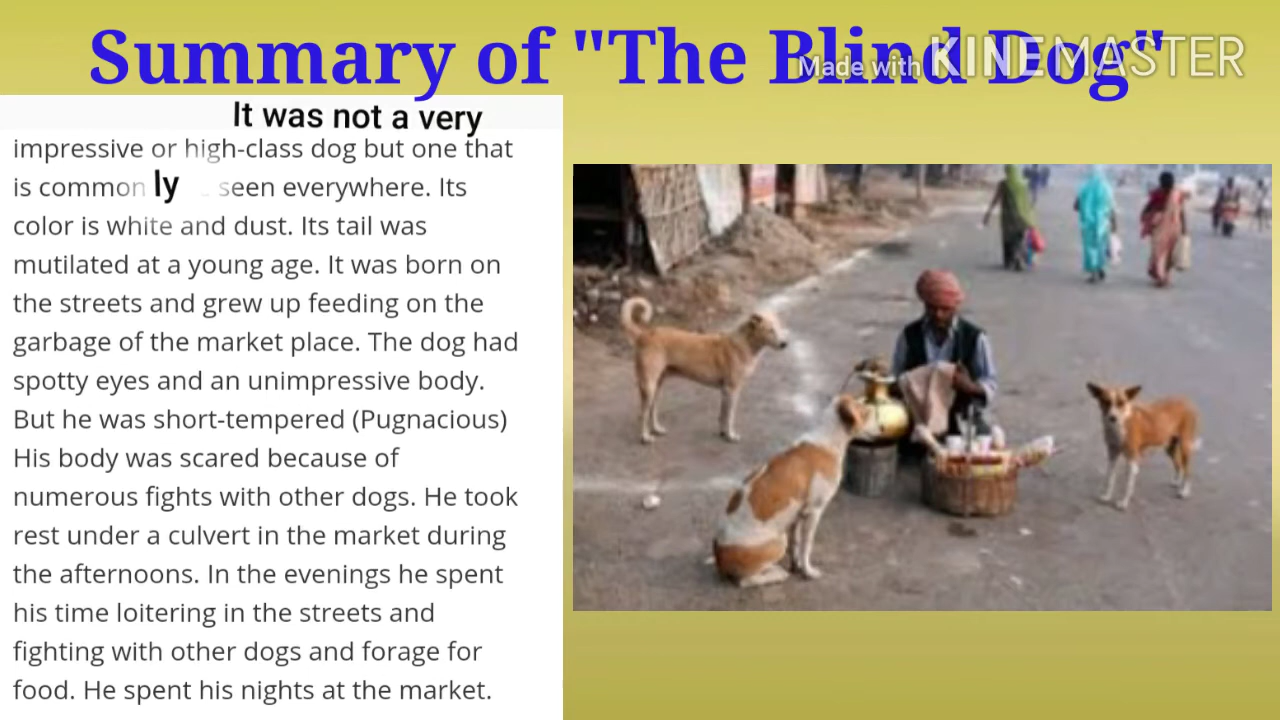 Summary of "The Blind Dog"
Made with KINEMASTER
It was not a very
impressive or high-class dog but one that
is commonly seen everywhere. Its
color is white and dust. Its tail was
mutilated at a young age. It was born on
the streets and grew up feeding on the
garbage of the market place. The dog had
spotty eyes and an unimpressive body.
But he was short-tempered (Pugnacious)
His body was scared because of
numerous fights with other dogs. He took
rest under a culvert in the market during
the afternoons. In the evenings he spent
his time loitering in the streets and
fighting with other dogs and forage for
food. He spent his nights at the market.